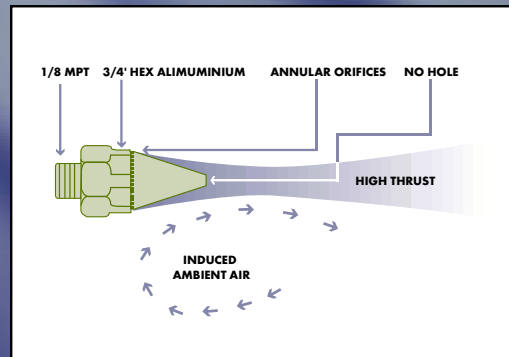 1/8 MPT
3/4' HEX ALIMUMINIUM
ANNULAR ORIFICES
NO HOLE
HIGH THRUST
INDUCED
AMBIENT AIR